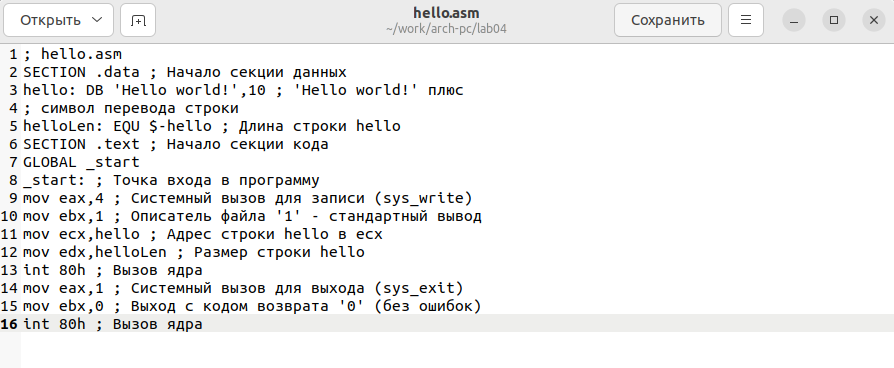 Открыть
hello.asm
~/work/arch-pc/lab04
Сохранить
1 ; hello.asm
2 SECTION .data ; Начало секции данных
3 hello: DB 'Hello world!',10 ; 'Hello world!' плюс
4 ; символ перевода строки
5 helloLen: EQU $-hello ; Длина строки hello
6 SECTION .text ; Начало секции кода
7 GLOBAL _start
8 _start: ; Точка входа в программу
9 mov eax,4 ; Системный вызов для записи (sys_write)
10 mov ebx,1 ; Описатель файла '1' - стандартный вывод
11 mov ecx,hello ; Адрес строки hello в ecx
12 mov edx,helloLen ; Размер строки hello
13 int 80h ; Вызов ядра
14 mov eax,1 ; Системный вызов для выхода (sys_exit)
15 mov ebx,0 ; Выход с кодом возврата '0' (без ошибок)
16 int 80h ; Вызов ядра